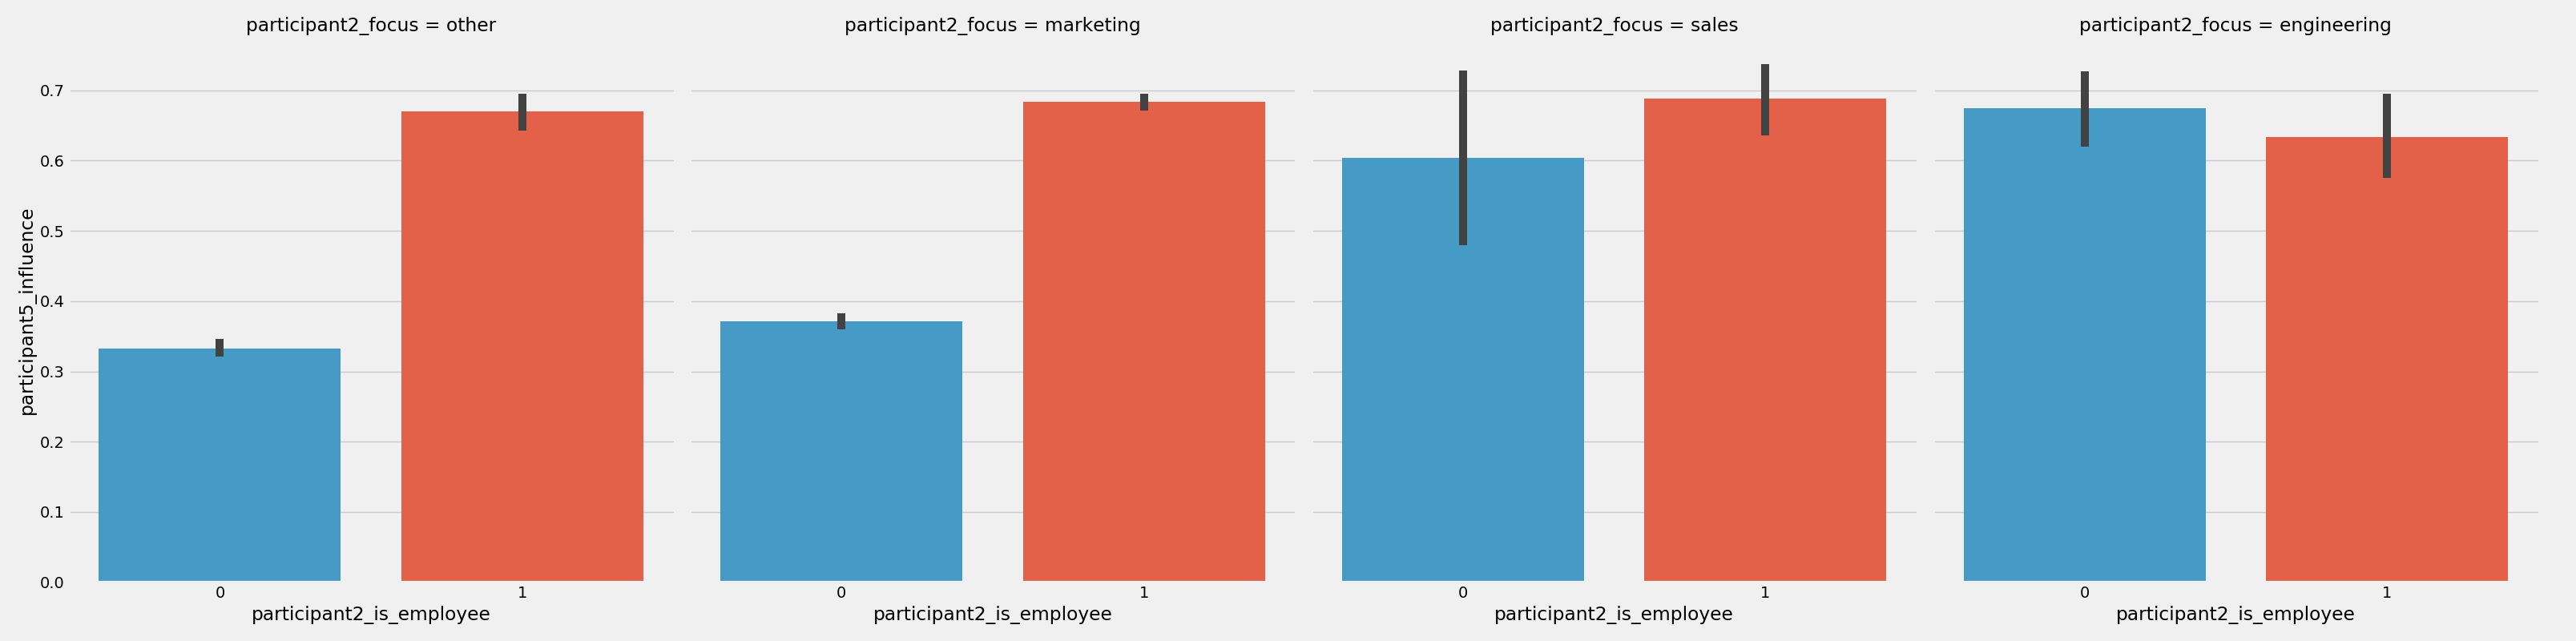 participant2_focus = other
participant2_focus = marketing
participant2_focus = sales
participant2_focus = engineering
participant5_influence
0.7
0.6
0.5
0.4
0.3
0.2
0.1
0.0
0 1
0 1
0 1
0 1
participant2_is_employee
participant2_is_employee
participant2_is_employee
participant2_is_employee